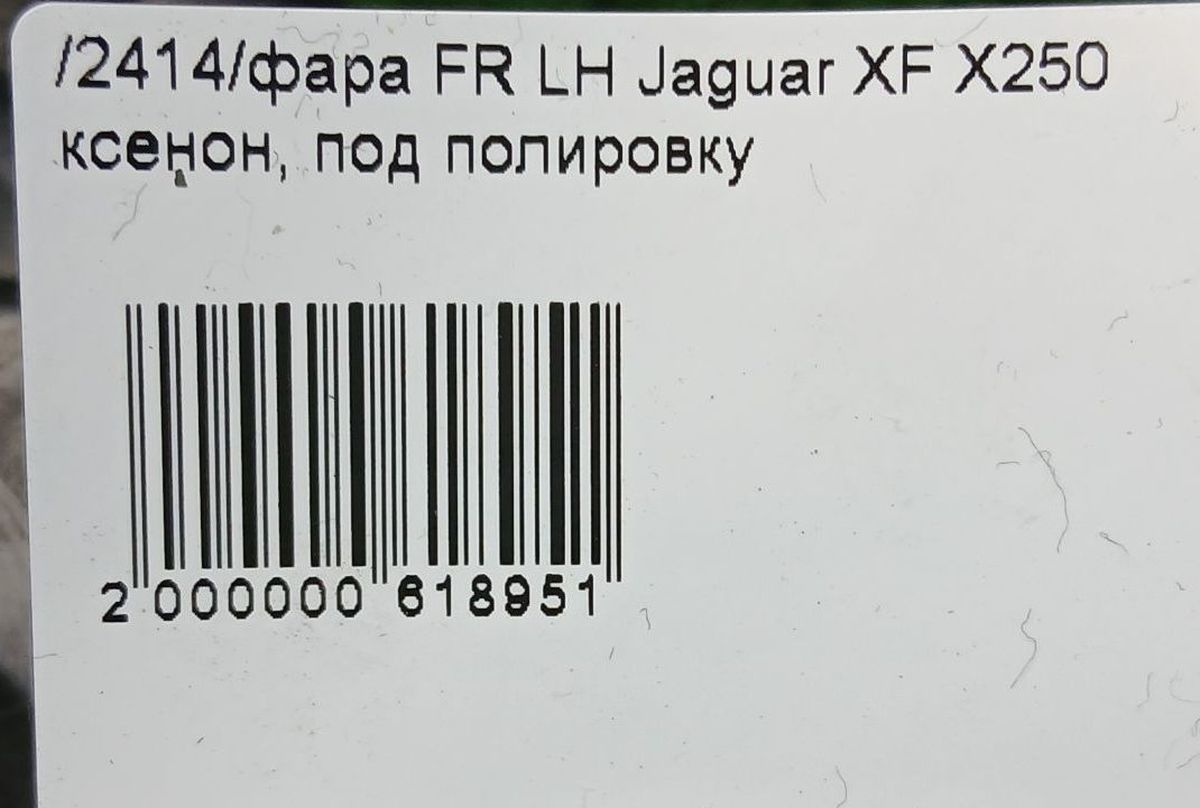 /2414/фара FR LH Jaguar XF X250
ксенон, под полировку
2 000000 618951